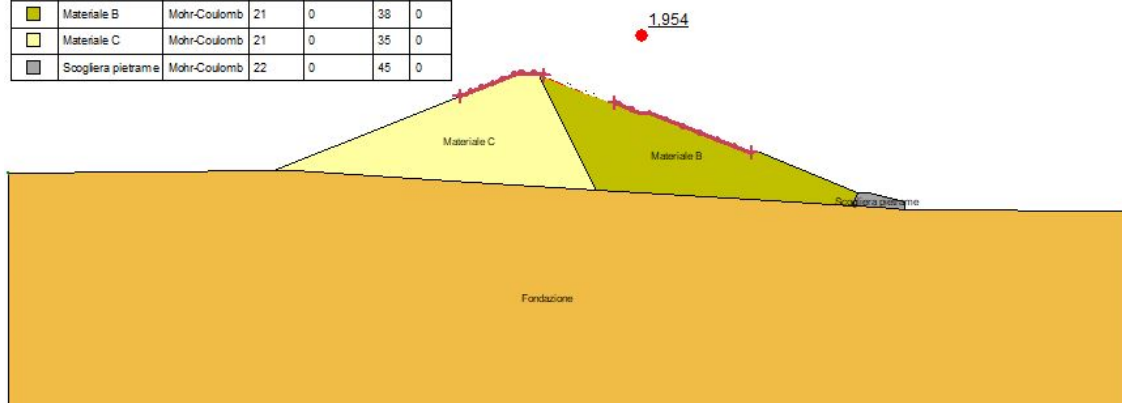 Materiale B Mohr-Coulomb 21 0 38 0
1,954
Materiale C Mohr-Coulomb 21 0 35 0
Scogliera pietrame Mohr-Coulomb 22 0 45 0
Materiale C
Materiale B
Scogliera pietrame
Fondazione